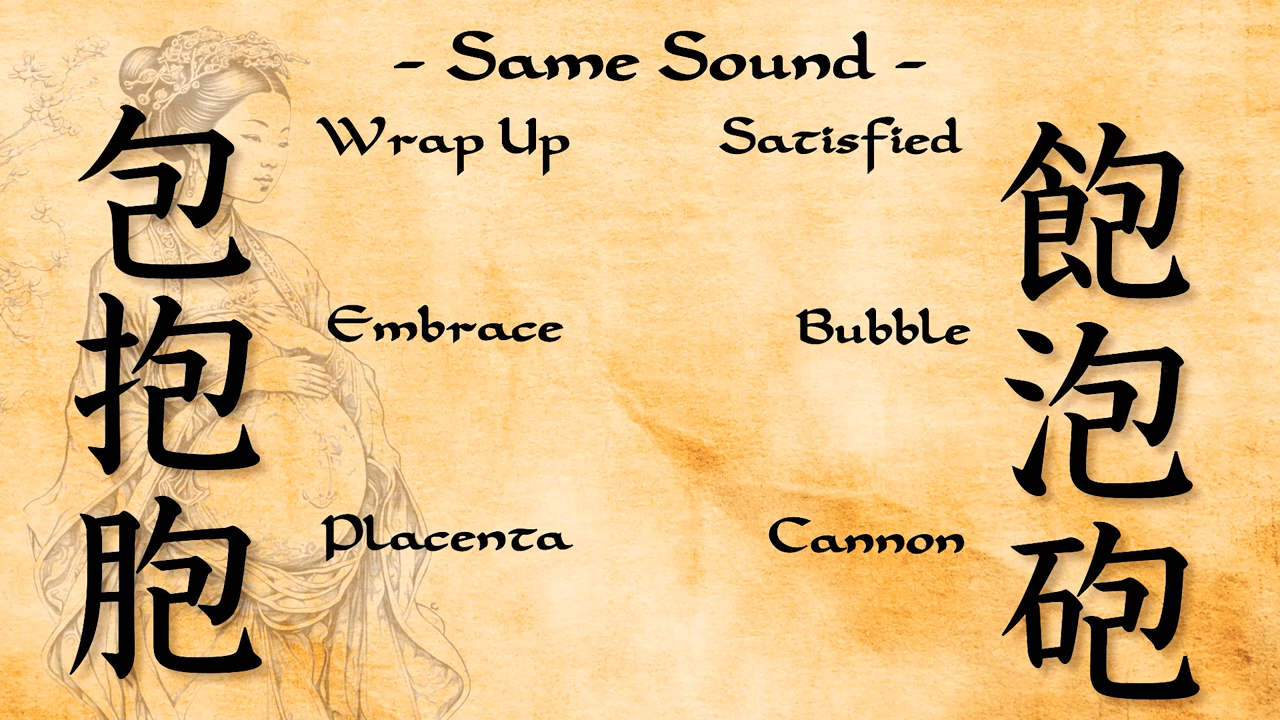 - Same Sound -
包 Wrap Up Satisfied 飽
抱 Embrace Bubble 泡
胞 Placenta Cannon 砲